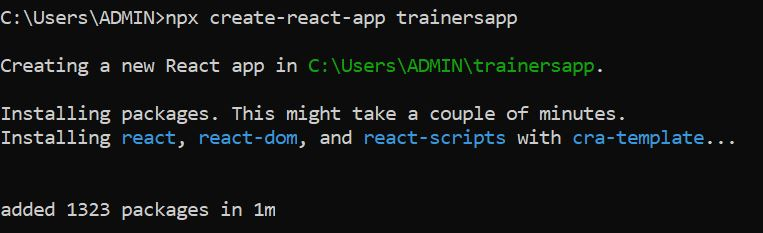 C:\Users\ADMIN>npx create-react-app trainersapp
Creating a new React app in C:\Users\ADMIN\trainersapp.
Installing packages. This might take a couple of minutes.
Installing react, react-dom, and react-scripts with cra-template...
added 1323 packages in 1m